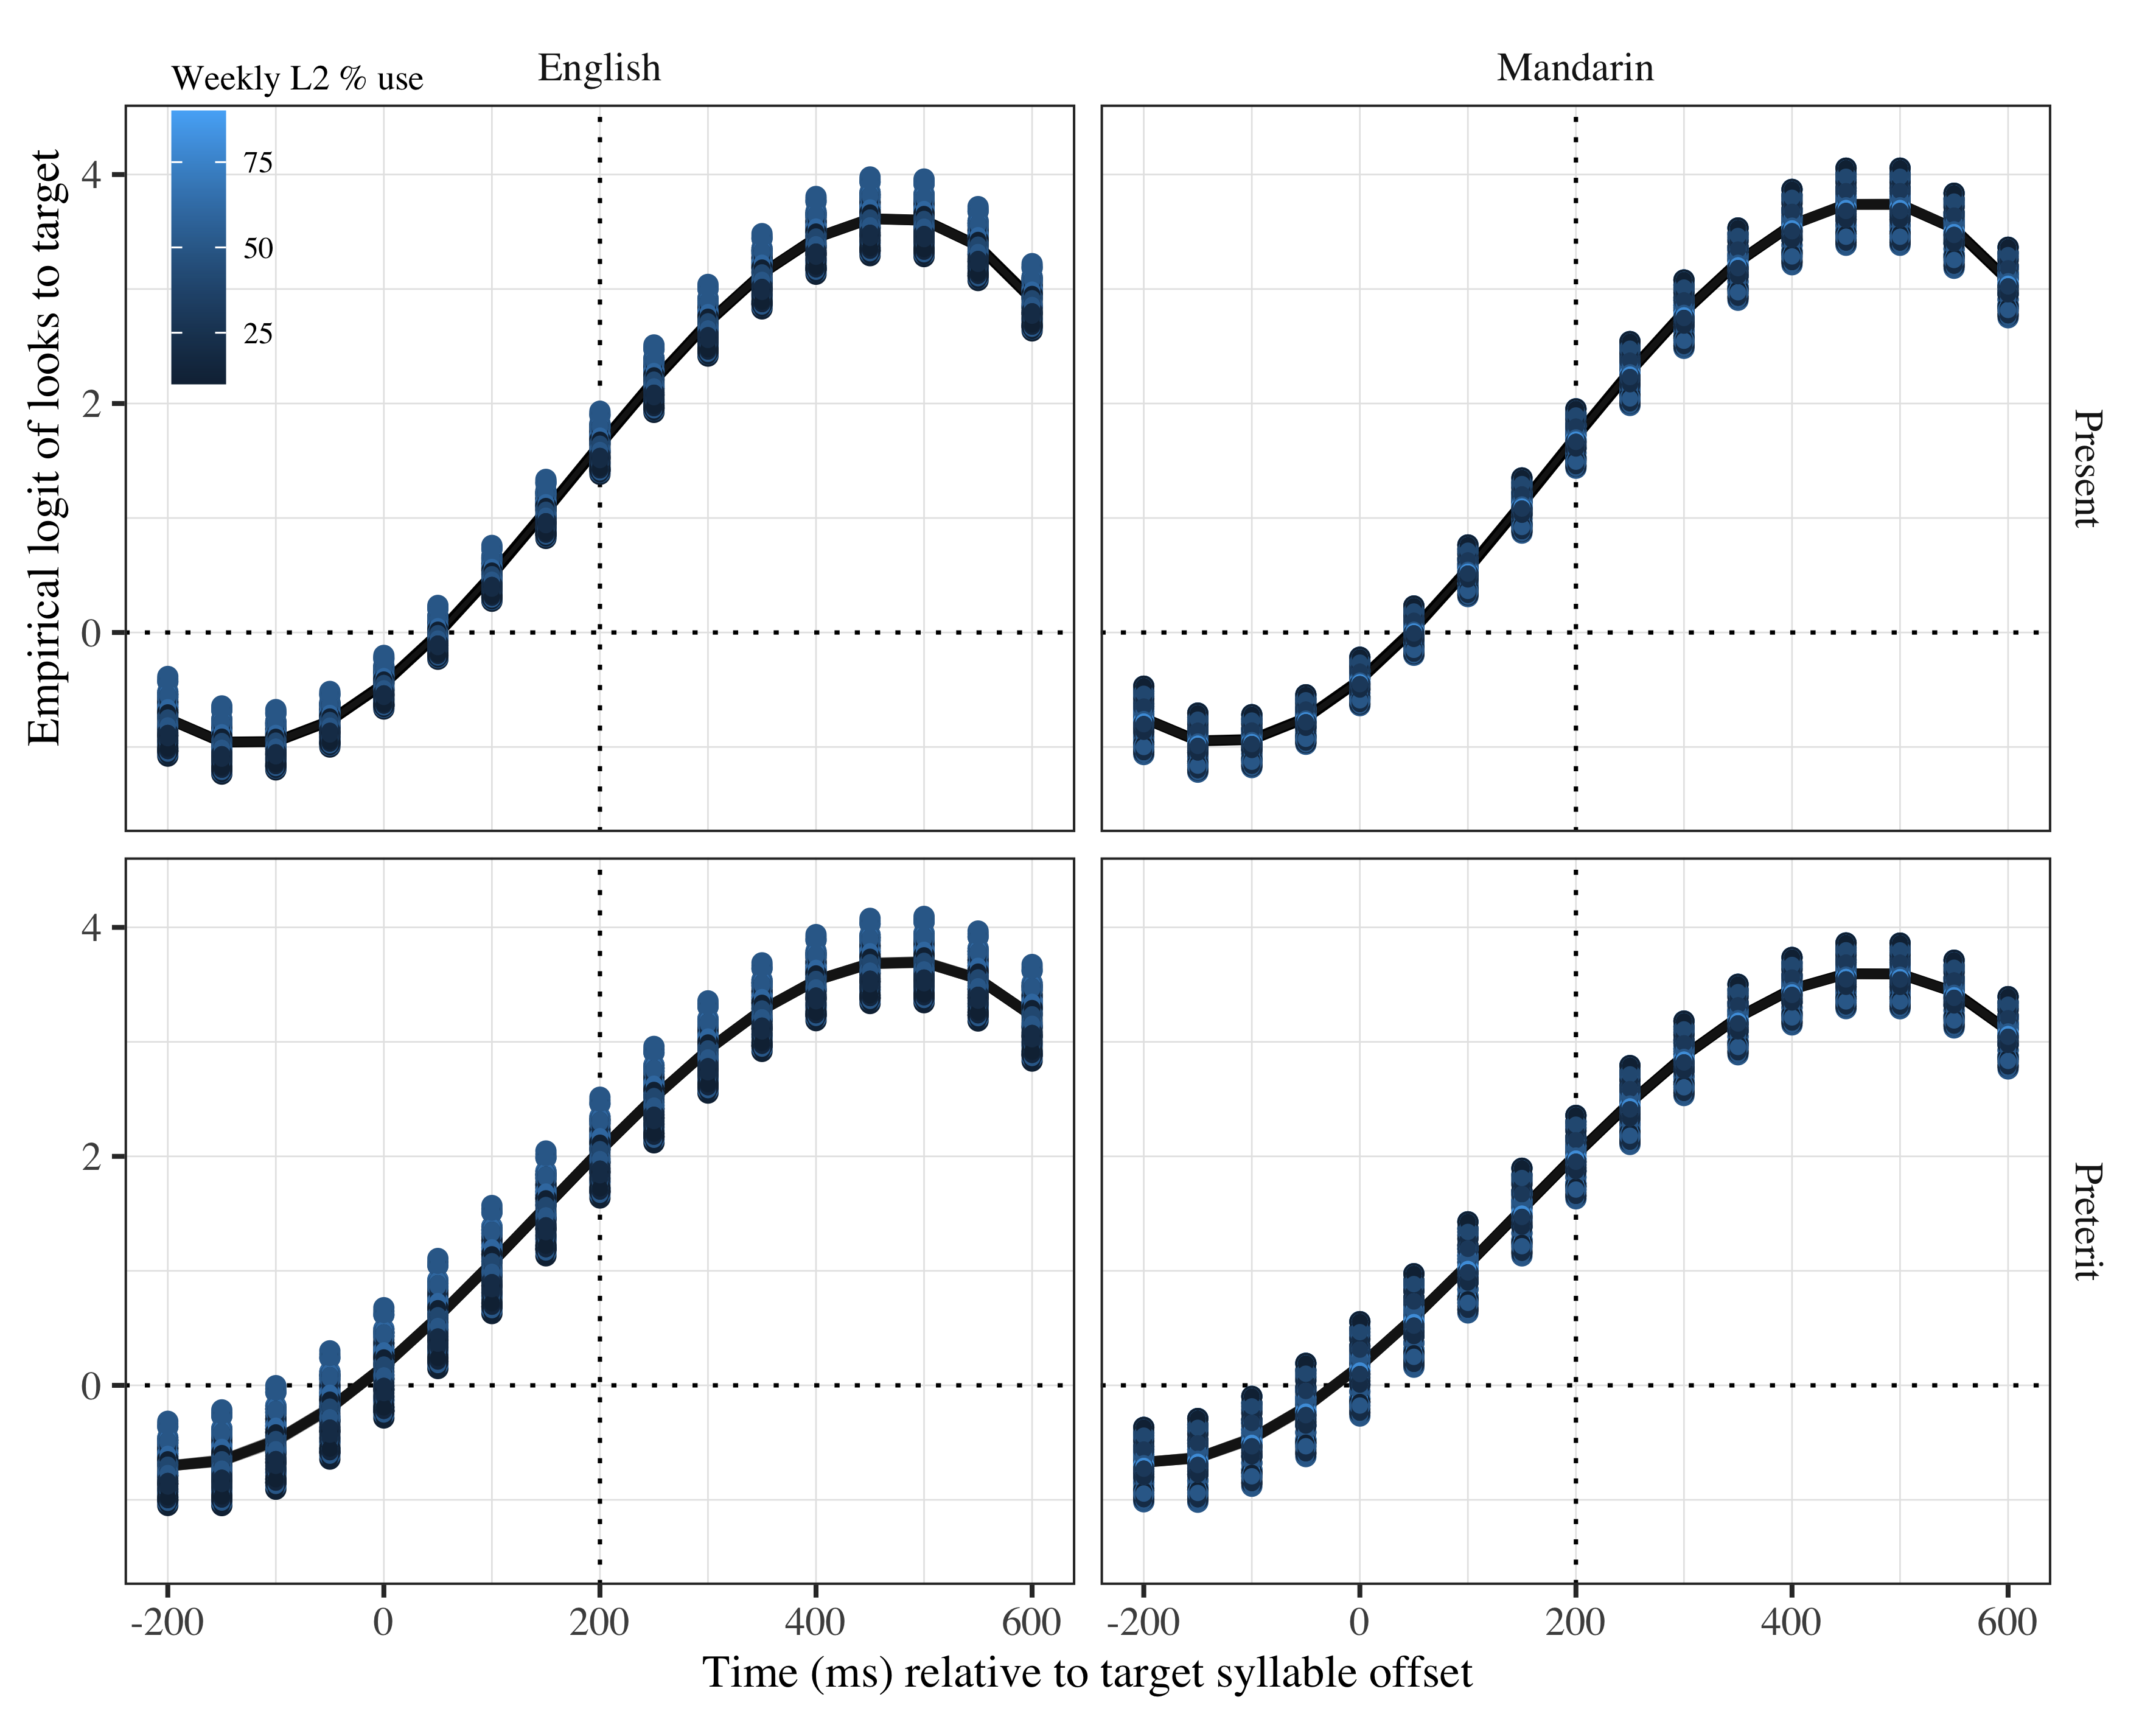 English
Mandarin
Weekly L2 % use
75
50
25
Empirical logit of looks to target
4
2
0
Present
4
2
0
Preterit
-200 0 200 400 600
-200 0 200 400 600
Time (ms) relative to target syllable offset